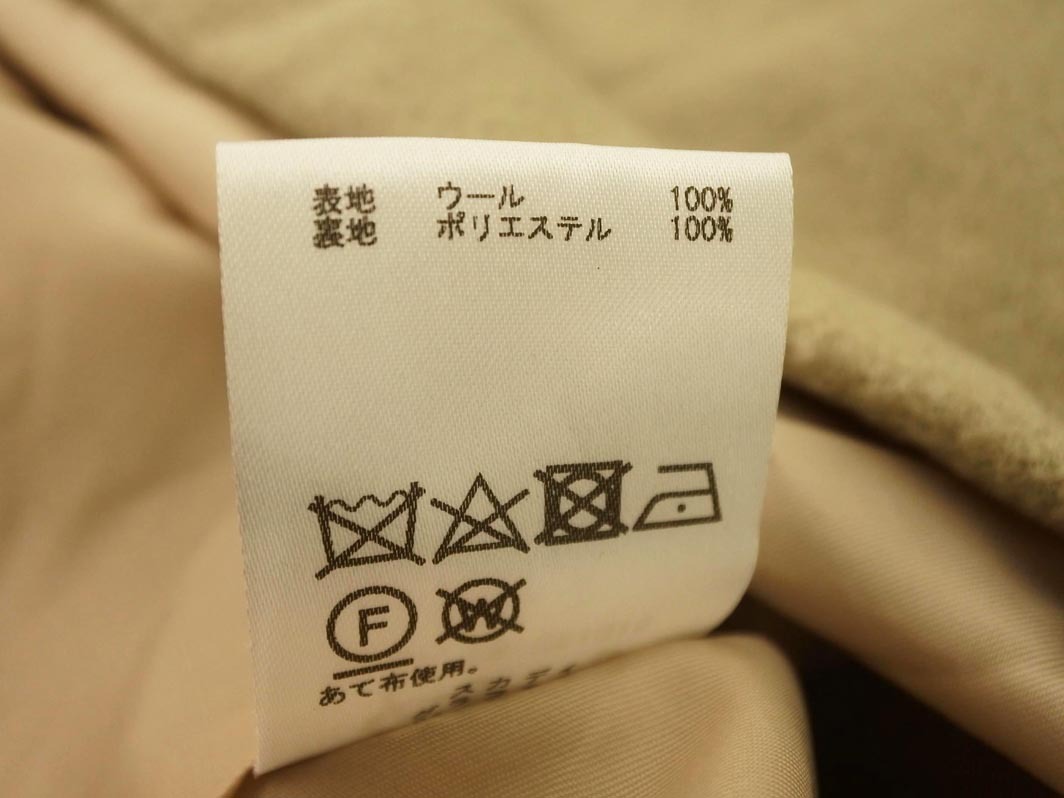 表地 ウール 100%
裏地 ポリエステル 100%
F W
あて布使用。